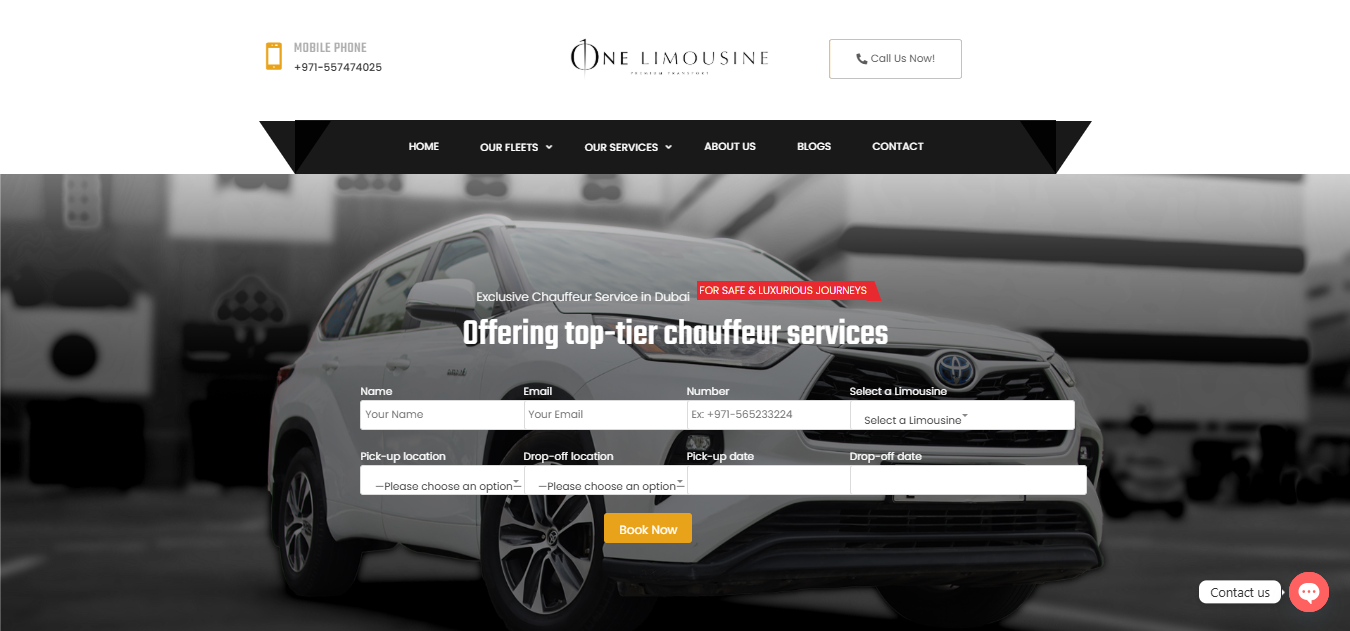 MOBILE PHONE
+971-557474025
ONE LIMOUSINE
PREMIUM TRANSPORT
Call Us Now!
HOME OUR FLEETS OUR SERVICES ABOUT US BLOGS CONTACT
Exclusive Chauffeur Service in Dubai FOR SAFE & LUXURIOUS JOURNEYS
Offering top-tier chauffeur services
Name Email Number Select a Limousine
Your Name Your Email Ex: +971-565233224 Select a Limousine
Pick-up location Drop-off location Pick-up date Drop-off date
—Please choose an option— —Please choose an option—
Book Now
Contact us